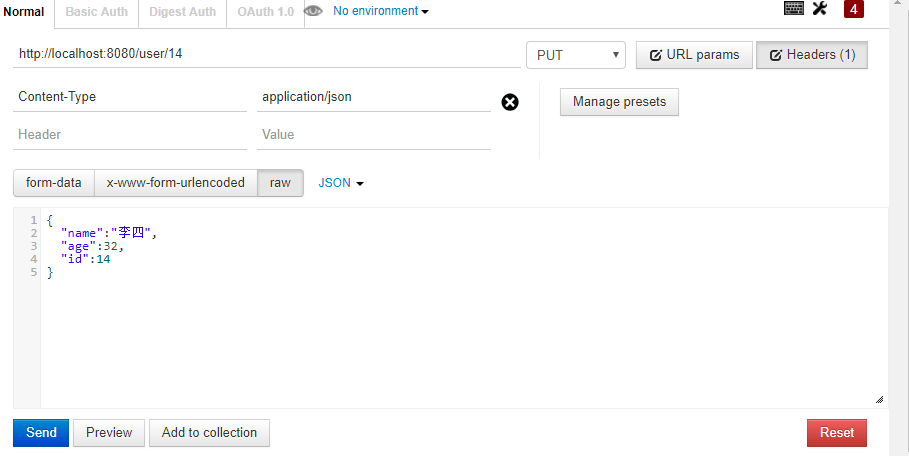 Normal Basic Auth Digest Auth OAuth 1.0 No environment 4
http://localhost:8080/user/14 PUT URL params Headers (1)
Content-Type application/json Manage presets
Header Value
form-data x-www-form-urlencoded raw JSON
1 {
2 "name":"李四",
3 "age":32,
4 "id":14
5 }
Send Preview Add to collection Reset